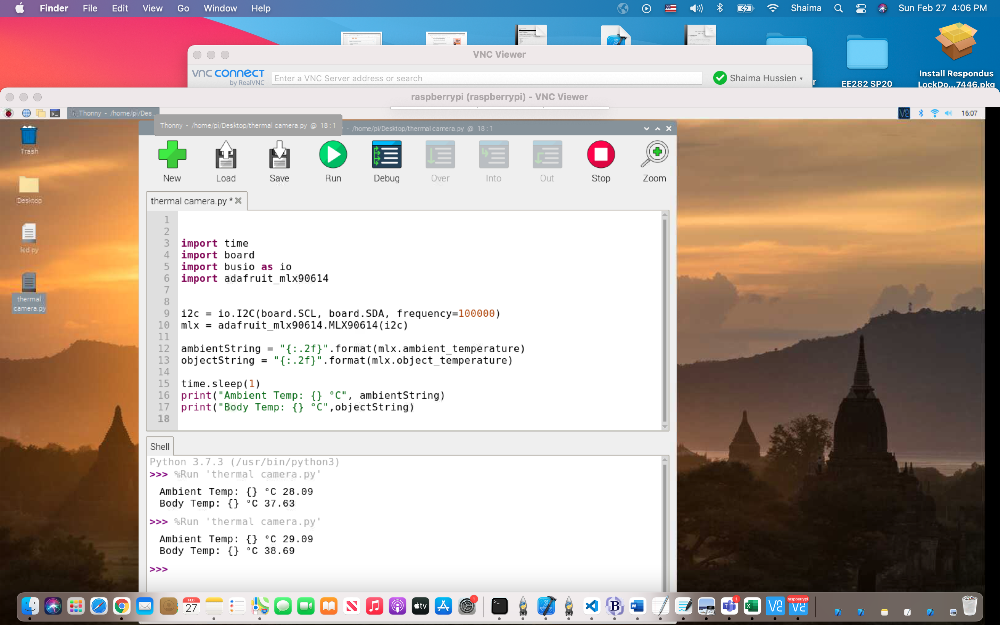 Finder File Edit View Go Window Help Shaima Sun Feb 27 4:06 PM
VNC Viewer
VNC CONNECT
by RealVNC
Enter a VNC Server address or search
Shaima Hussien
r
EE282 SP20
Install Respondus
LockDo...7446.pkg
raspberrypi (raspberrypi) - VNC Viewer
Thonny - /home/pi/Des...
16:07
Thonny - /home/pi/Desktop/thermal camera.py @ 18 : 1
- /home/pi/Desktop/thermal camera.py @ 18 : 1
Trash
Desktop
led.py
thermal
camera.py
New Load Save Run Debug Over Into Out Stop Zoom
thermal camera.py *
1
2
3 import time
4 import board
5 import busio as io
6 import adafruit_mlx90614
7
8
9 i2c = io.I2C(board.SCL, board.SDA, frequency=100000)
10 mlx = adafruit_mlx90614.MLX90614(i2c)
11
12 ambientString = "{:.2f}".format(mlx.ambient_temperature)
13 objectString = "{:.2f}".format(mlx.object_temperature)
14
15 time.sleep(1)
16 print("Ambient Temp: {} °C", ambientString)
17 print("Body Temp: {} °C",objectString)
18
Shell
Python 3.7.3 (/usr/bin/python3)
>>> %Run 'thermal camera.py'
Ambient Temp: {} °C 28.09
Body Temp: {} °C 37.63
>>> %Run 'thermal camera.py'
Ambient Temp: {} °C 29.09
Body Temp: {} °C 38.69
>>>
FEB
27
tv
1
1
raspberrypi